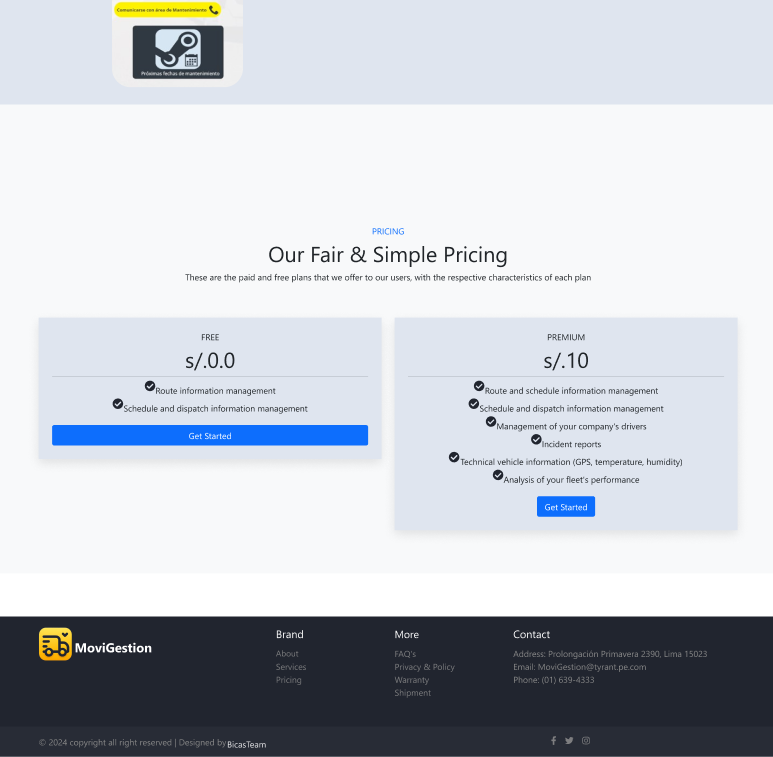 Comunicarse con área de Mantenimiento
Próximas fechas de mantenimiento
PRICING
Our Fair & Simple Pricing
These are the paid and free plans that we offer to our users, with the respective characteristics of each plan
FREE
s/.0.0
Route information management
Schedule and dispatch information management
Get Started
PREMIUM
s/.10
Route and schedule information management
Schedule and dispatch information management
Management of your company's drivers
Incident reports
Technical vehicle information (GPS, temperature, humidity)
Analysis of your fleet's performance
Get Started
MoviGestion
Brand
About
Services
Pricing
More
FAQ's
Privacy & Policy
Warranty
Shipment
Contact
Address: Prolongación Primavera 2390, Lima 15023
Email: MoviGestion@tyrant.pe.com
Phone: (01) 639-4333
© 2024 copyright all right reserved | Designed by BicasTeam